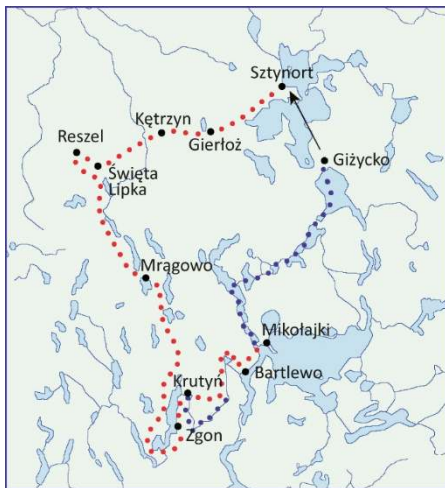 Sztynort
Kętrzyn
Reszel
Gierłoż
Giżycko
Święta
Lipka
Mrągowo
Mikołajki
Bartlewo
Krutyń
Zgon